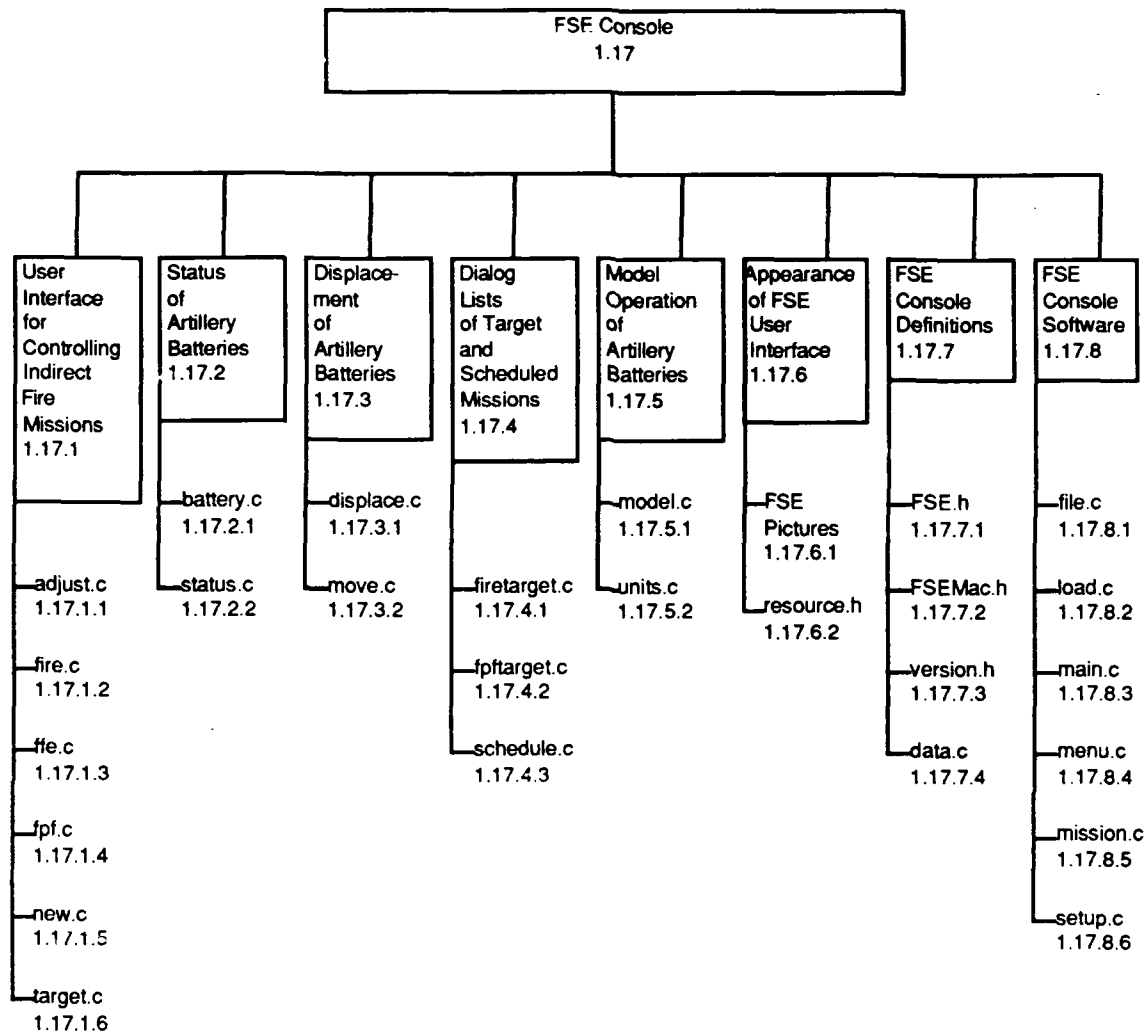 FSE Console
1.17
User
Interface
for
Controlling
Indirect
Fire
Missions
1.17.1
adjust.c
1.17.1.1
fire.c
1.17.1.2
ffe.c
1.17.1.3
fpf.c
1.17.1.4
new.c
1.17.1.5
target.c
1.17.1.6
Status
of
Artillery
Batteries
1.17.2
battery.c
1.17.2.1
status.c
1.17.2.2
Displace-
ment
of
Artillery
Batteries
1.17.3
displace.c
1.17.3.1
move.c
1.17.3.2
Dialog
Lists
of Target
and
Scheduled
Missions
1.17.4
firetarget.c
1.17.4.1
fpftarget.c
1.17.4.2
schedule.c
1.17.4.3
Model
Operation
of
Artillery
Batteries
1.17.5
model.c
1.17.5.1
units.c
1.17.5.2
Appearance
of FSE
User
Interface
1.17.6
FSE
Pictures
1.17.6.1
resource.h
1.17.6.2
FSE
Console
Definitions
1.17.7
FSE.h
1.17.7.1
FSEMac.h
1.17.7.2
version.h
1.17.7.3
data.c
1.17.7.4
FSE
Console
Software
1.17.8
file.c
1.17.8.1
load.c
1.17.8.2
main.c
1.17.8.3
menu.c
1.17.8.4
mission.c
1.17.8.5
setup.c
1.17.8.6